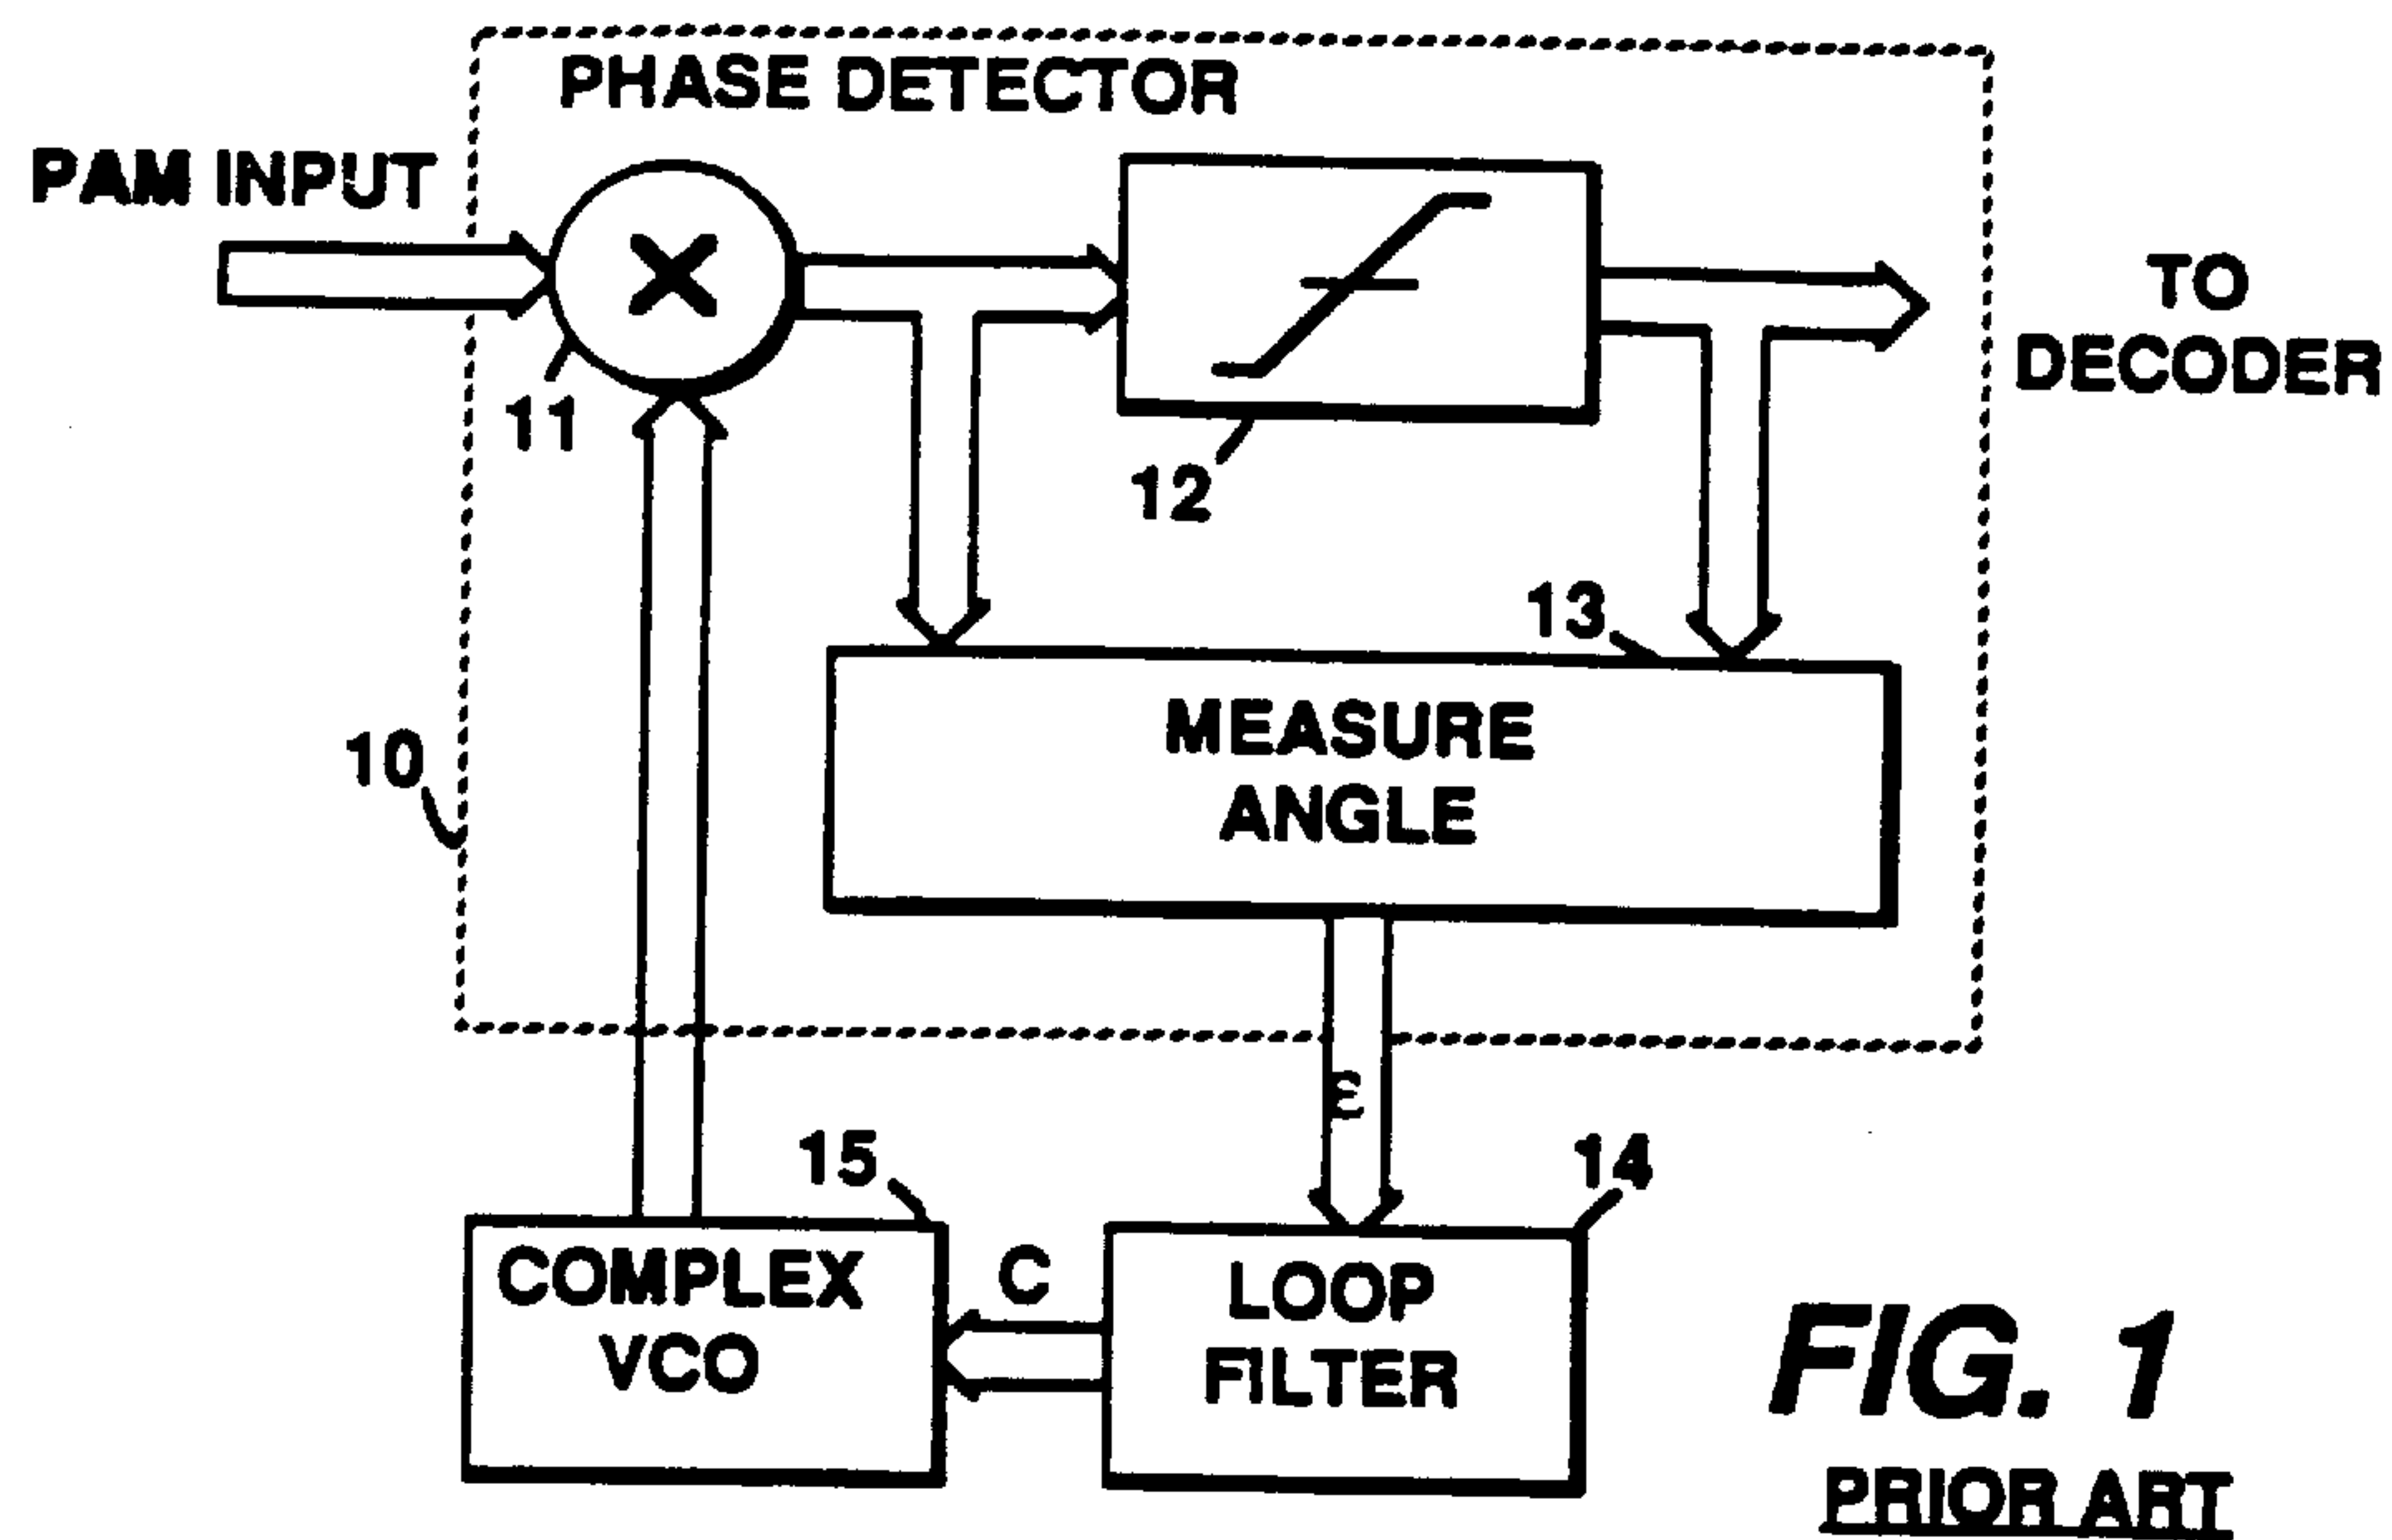 PHASE DETECTOR
PAM INPUT
TO
DECODER
11
12
13
MEASURE
ANGLE
10
ε
15
14
COMPLEX
VCO
C
LOOP
FILTER
FIG. 1
PRIOR ART